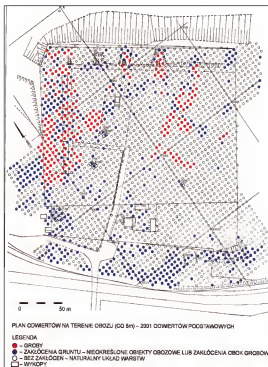 0 50 m
PLAN ODWIERTÓW NA TERENIE OBOZU (CO 5m) – 2001 ODWIERTÓW PODSTAWOWYCH
LEGENDA
- GROBY
- ZAKŁÓCENIA GRUNTU – NIEOKREŚLONE OBIEKTY OBOZOWE LUB ZAKŁÓCENIA OBOK GROBÓW
- BEZ ZAKŁÓCEŃ – NATURALNY UKŁAD WARSTW
- WYKOPY